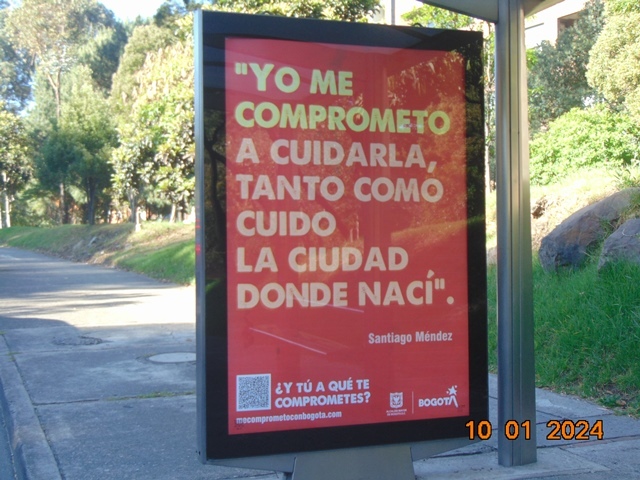 "YO ME
COMPROMETO
A CUIDARLA,
TANTO COMO
CUIDO
LA CIUDAD
DONDE NACÍ".
Santiago Méndez
¿Y TÚ A QUÉ TE
COMPROMETES?
mecomprometoconbogota.com
BOGOTÁ
10 01 2024